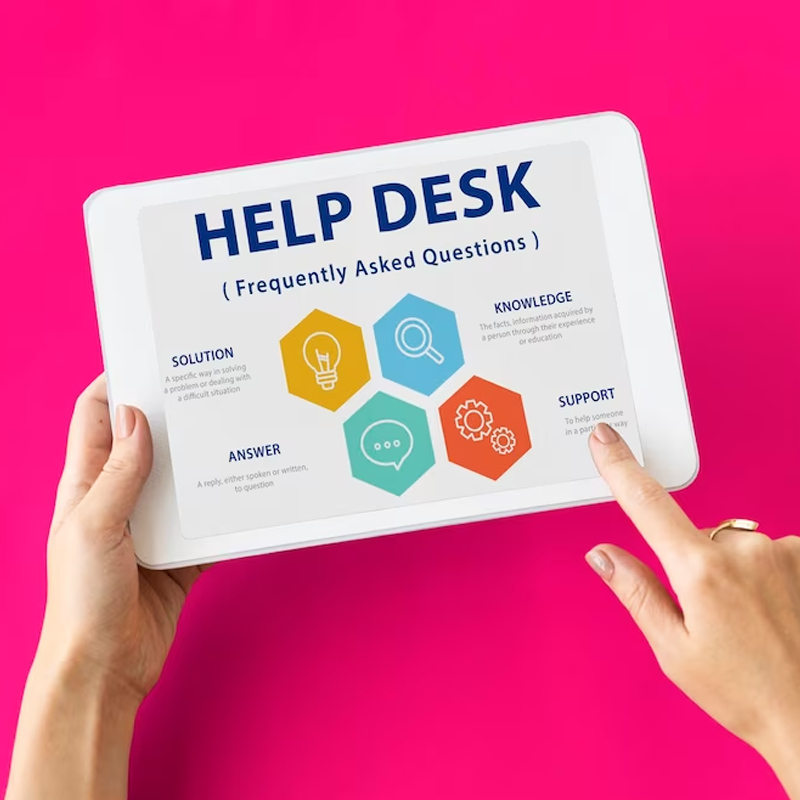 HELP DESK
( Frequently Asked Questions )
KNOWLEDGE
The facts, information acquired by
a person through their experience
or education
SOLUTION
A specific way in solving
a problem or dealing with
a difficult situation
SUPPORT
To help someone
in a way
ANSWER
A reply, either spoken or written,
to question